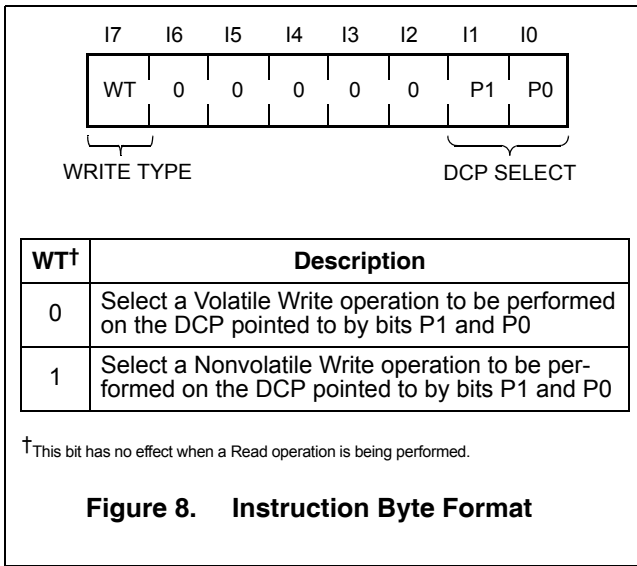 I7 I6 I5 I4 I3 I2 I1 I0
WT 0 0 0 0 0 P1 P0
WRITE TYPE DCP SELECT
WT† Description
0 Select a Volatile Write operation to be performed
on the DCP pointed to by bits P1 and P0
1 Select a Nonvolatile Write operation to be per-
formed on the DCP pointed to by bits P1 and P0
†This bit has no effect when a Read operation is being performed.
Figure 8. Instruction Byte Format